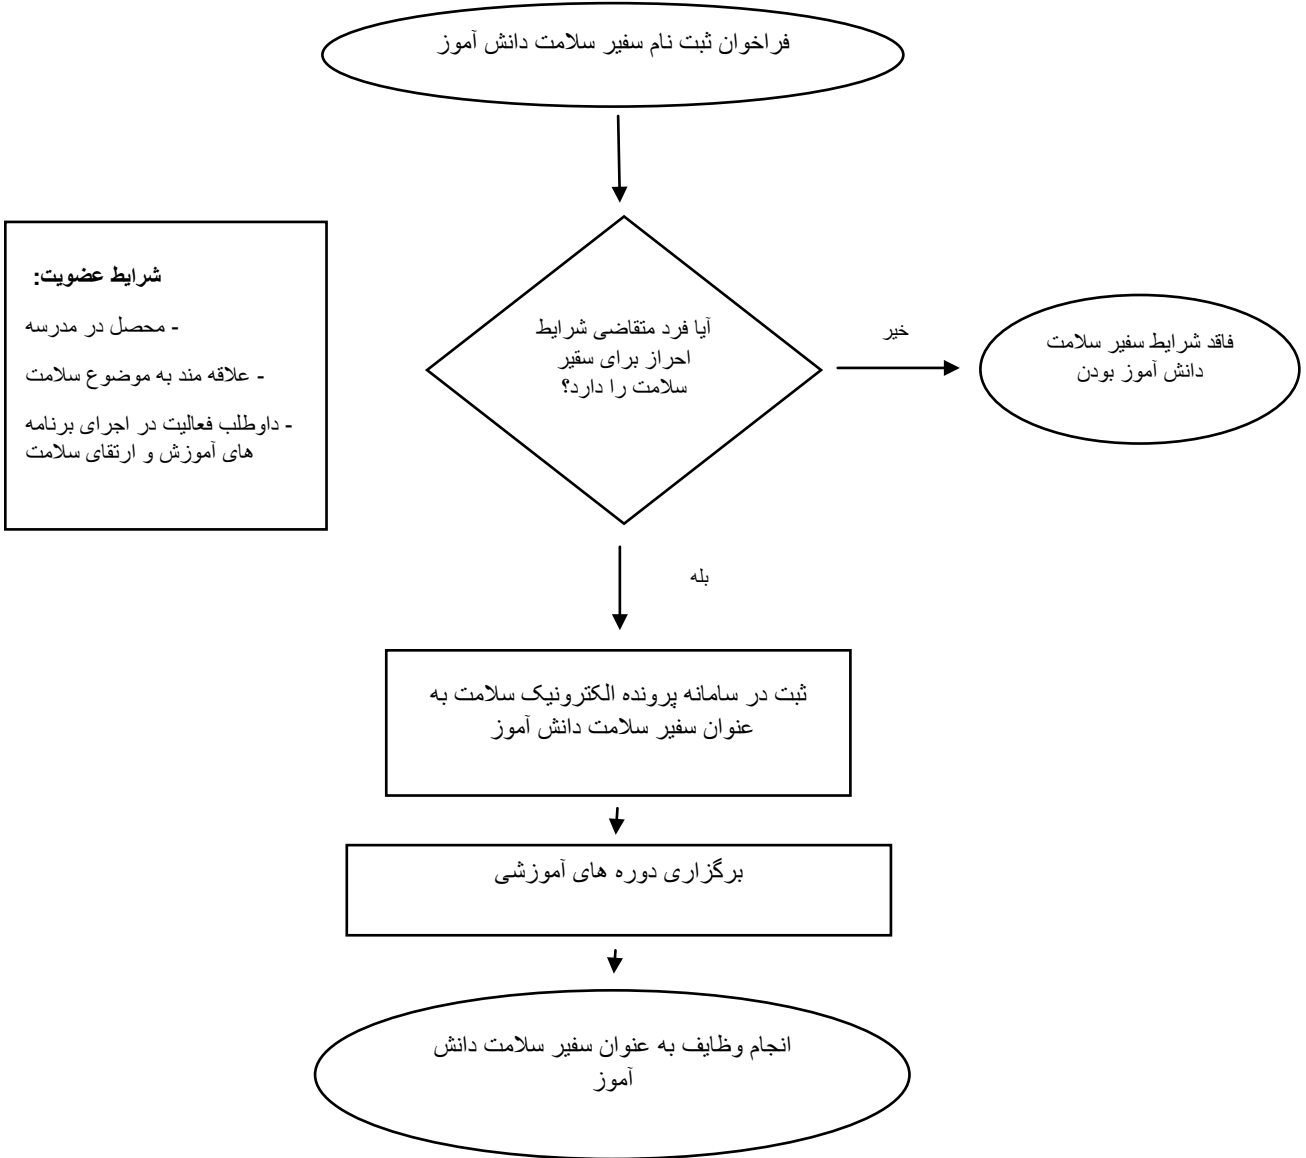 فراخوان ثبت نام سفیر سلامت دانش آموز
شرایط عضویت:
- محصل در مدرسه
- علاقه مند به موضوع سلامت
- داوطلب فعالیت در اجرای برنامه
های آموزش و ارتقای سلامت
آیا فرد متقاضی شرایط
احراز برای سقیر
سلامت را دارد؟
خیر
فاقد شرایط سفیر سلامت
دانش آموز بودن
بله
ثبت در سامانه پرونده الکترونیک سلامت به
عنوان سفیر سلامت دانش آموز
برگزاری دوره های آموزشی
انجام وظایف به عنوان سفیر سلامت دانش
آموز